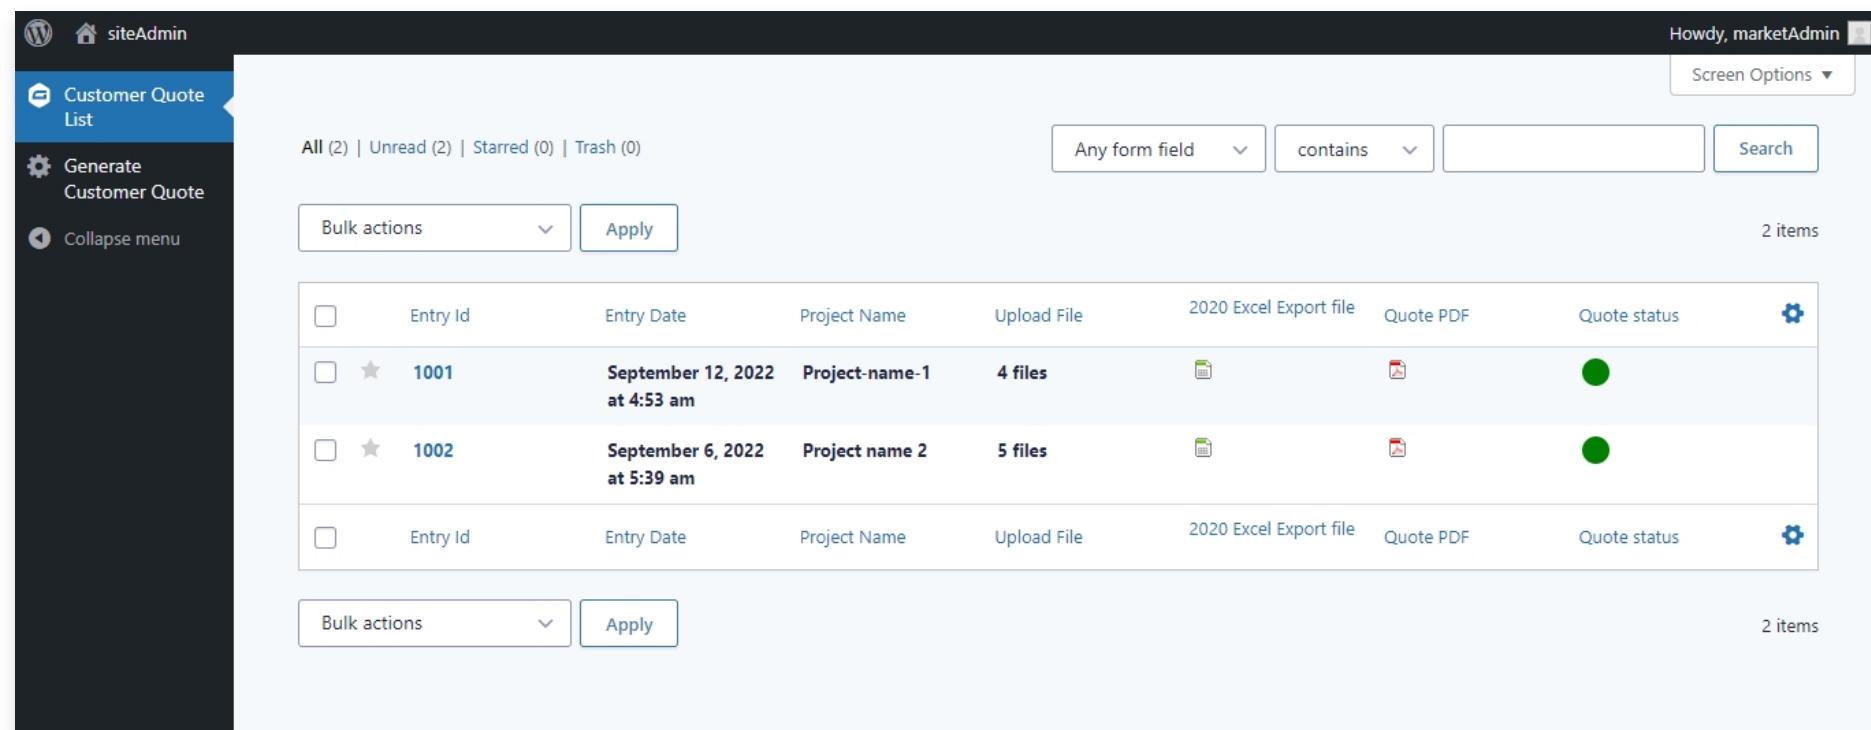 siteAdmin
Howdy, marketAdmin
Screen Options ▼
Customer Quote
List
Generate
Customer Quote
Collapse menu
All (2) | Unread (2) | Starred (0) | Trash (0)
Any form field
contains
Search
Bulk actions
Apply
2 items
Entry Id Entry Date Project Name Upload File 2020 Excel Export file Quote PDF Quote status
1001 September 12, 2022 Project-name-1 4 files
at 4:53 am
1002 September 6, 2022 Project name 2 5 files
at 5:39 am
Entry Id Entry Date Project Name Upload File 2020 Excel Export file Quote PDF Quote status
Bulk actions
Apply
2 items